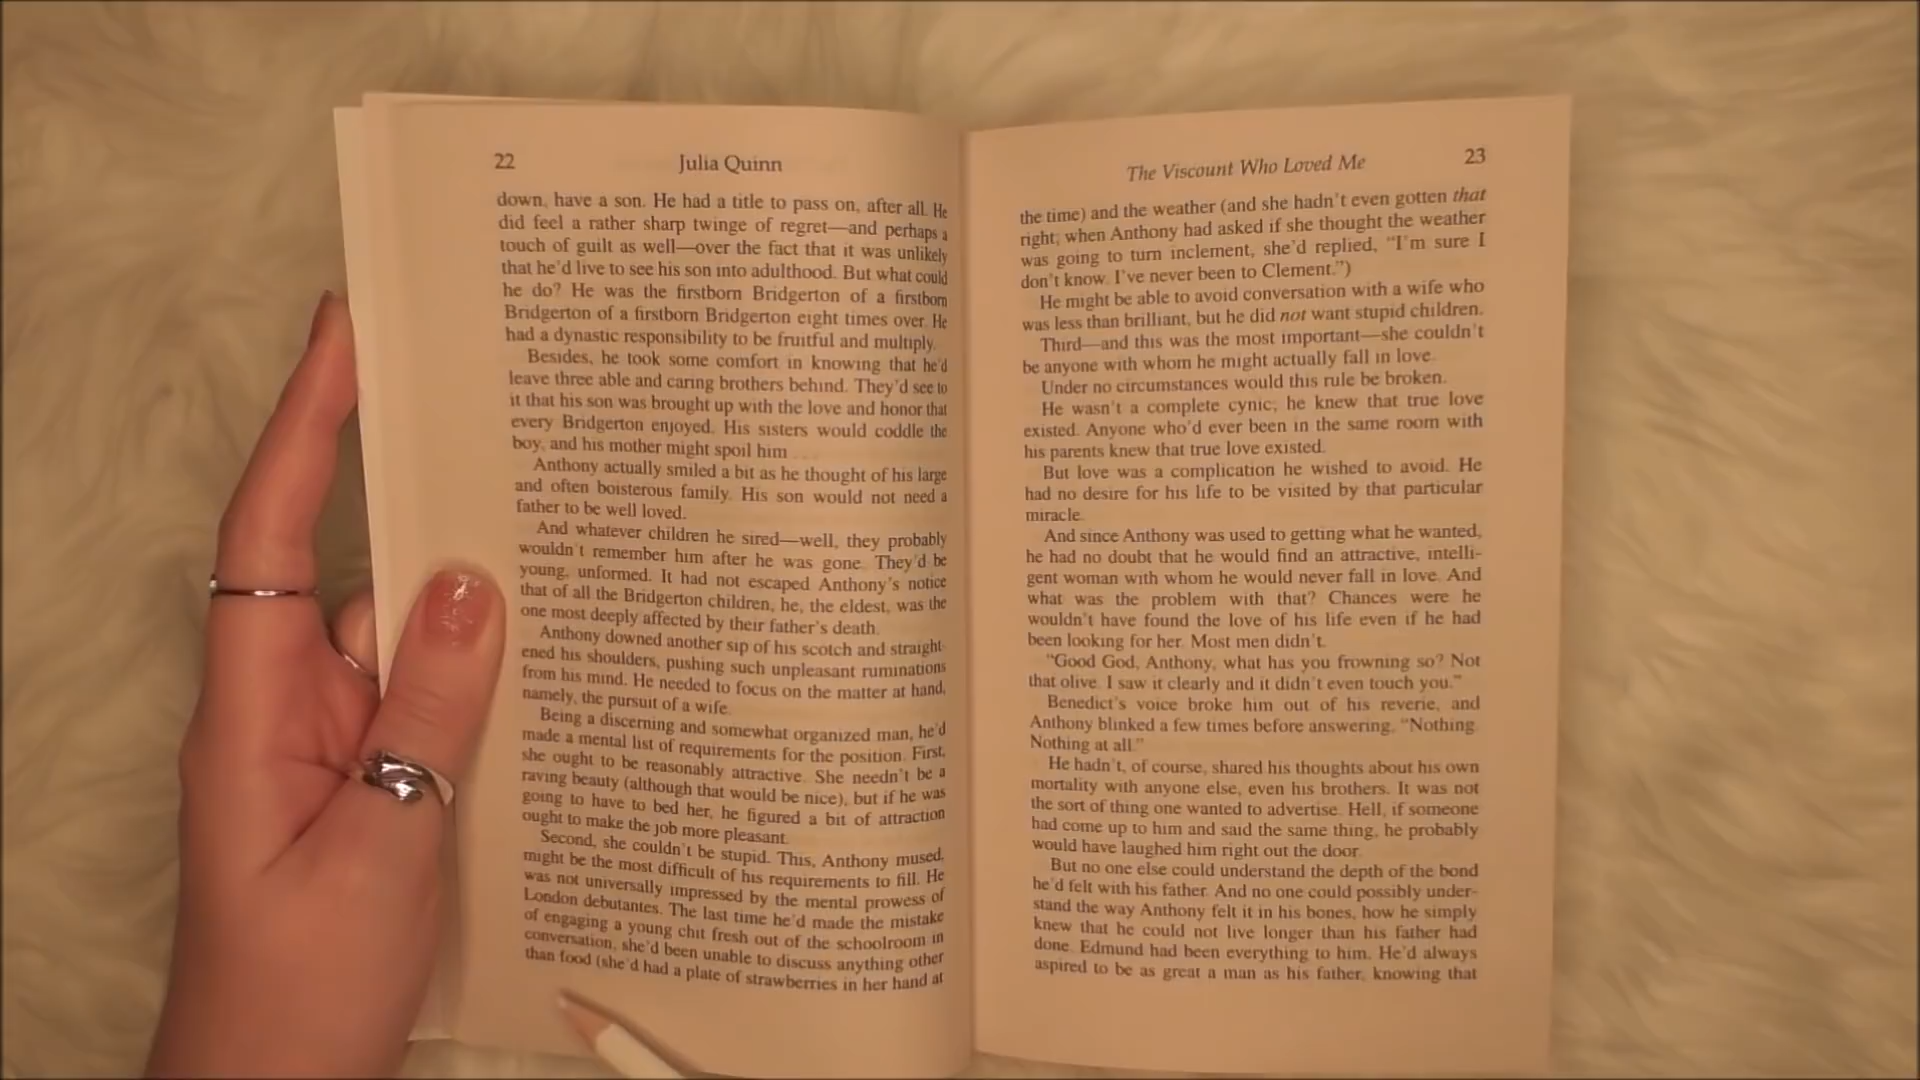 22
Julia Quinn
down, have a son. He had a title to pass on, after all. He
did feel a rather sharp twinge of regret—and perhaps a
touch of guilt as well—over the fact that it was unlikely
that he'd live to see his son into adulthood. But what could
he do? He was the firstborn Bridgerton of a firstborn
Bridgerton of a firstborn Bridgerton eight times over. He
had a dynastic responsibility to be fruitful and multiply.
Besides, he took some comfort in knowing that he'd
leave three able and caring brothers behind. They'd see to
it that his son was brought up with the love and honor that
every Bridgerton enjoyed. His sisters would coddle the
boy, and his mother might spoil him . . .
Anthony actually smiled a bit as he thought of his large
and often boisterous family. His son would not need a
father to be well loved.
And whatever children he sired—well, they probably
wouldn't remember him after he was gone. They'd be
young, unformed. It had not escaped Anthony's notice
that of all the Bridgerton children, he, the eldest, was the
one most deeply affected by their father's death.
Anthony downed another sip of his scotch and straight-
ened his shoulders, pushing such unpleasant ruminations
from his mind. He needed to focus on the matter at hand,
namely, the pursuit of a wife.
Being a discerning and somewhat organized man, he'd
made a mental list of requirements for the position. First,
she ought to be reasonably attractive. She needn't be a
raving beauty (although that would be nice), but if he was
going to have to bed her, he figured a bit of attraction
ought to make the job more pleasant.
Second, she couldn't be stupid. This, Anthony mused,
might be the most difficult of his requirements to fill. He
was not universally impressed by the mental prowess of
London debutantes. The last time he'd made the mistake
of engaging a young chit fresh out of the schoolroom in
conversation, she'd been unable to discuss anything other
than food (she'd had a plate of strawberries in her hand at
The Viscount Who Loved Me
23
the time) and the weather (and she hadn't even gotten that
right; when Anthony had asked if she thought the weather
was going to turn inclement, she'd replied, "I'm sure I
don't know. I've never been to Clement.")
He might be able to avoid conversation with a wife who
was less than brilliant, but he did not want stupid children.
Third—and this was the most important—she couldn't
be anyone with whom he might actually fall in love.
Under no circumstances would this rule be broken.
He wasn't a complete cynic; he knew that true love
existed. Anyone who'd ever been in the same room with
his parents knew that true love existed.
But love was a complication he wished to avoid. He
had no desire for his life to be visited by that particular
miracle.
And since Anthony was used to getting what he wanted,
he had no doubt that he would find an attractive, intelli-
gent woman with whom he would never fall in love. And
what was the problem with that? Chances were he
wouldn't have found the love of his life even if he had
been looking for her. Most men didn't.
"Good God, Anthony, what has you frowning so? Not
that olive. I saw it clearly and it didn't even touch you."
Benedict's voice broke him out of his reverie, and
Anthony blinked a few times before answering, "Nothing.
Nothing at all."
He hadn't, of course, shared his thoughts about his own
mortality with anyone else, even his brothers. It was not
the sort of thing one wanted to advertise. Hell, if someone
had come up to him and said the same thing, he probably
would have laughed him right out the door.
But no one else could understand the depth of the bond
he'd felt with his father. And no one could possibly under-
stand the way Anthony felt it in his bones, how he simply
knew that he could not live longer than his father had
done. Edmund had been everything to him. He'd always
aspired to be as great a man as his father, knowing that